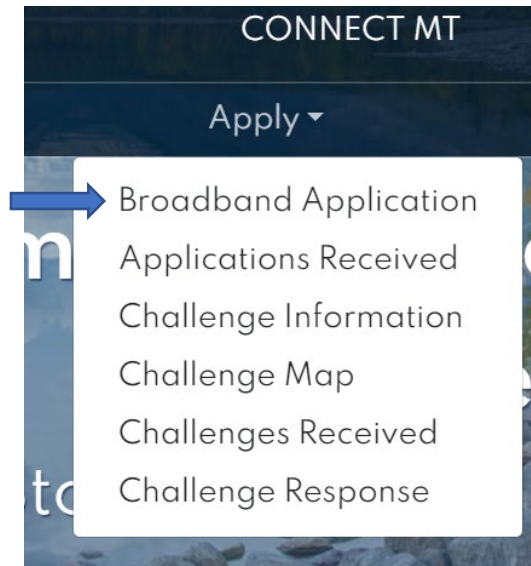 CONNECT MT
Apply
Broadband Application
Applications Received
Challenge Information
Challenge Map
Challenges Received
Challenge Response